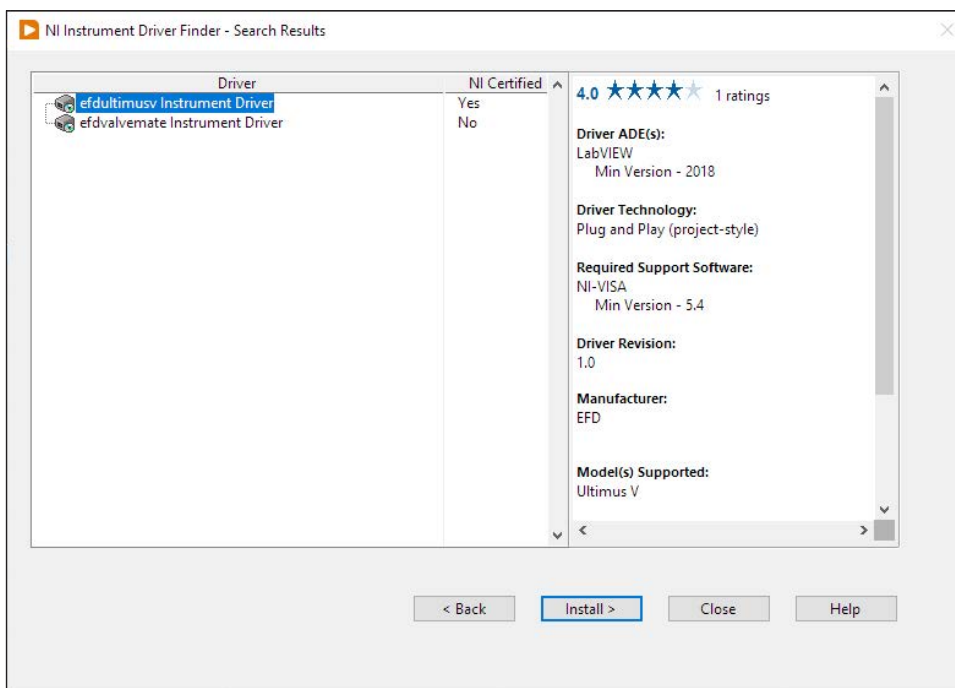 NI Instrument Driver Finder - Search Results
Driver NI Certified
efdultimusv Instrument Driver Yes
efdvalvemate Instrument Driver No
4.0 1 ratings
Driver ADE(s):
LabVIEW
Min Version - 2018
Driver Technology:
Plug and Play (project-style)
Required Support Software:
NI-VISA
Min Version - 5.4
Driver Revision:
1.0
Manufacturer:
EFD
Model(s) Supported:
Ultimus V
< Back Install > Close Help